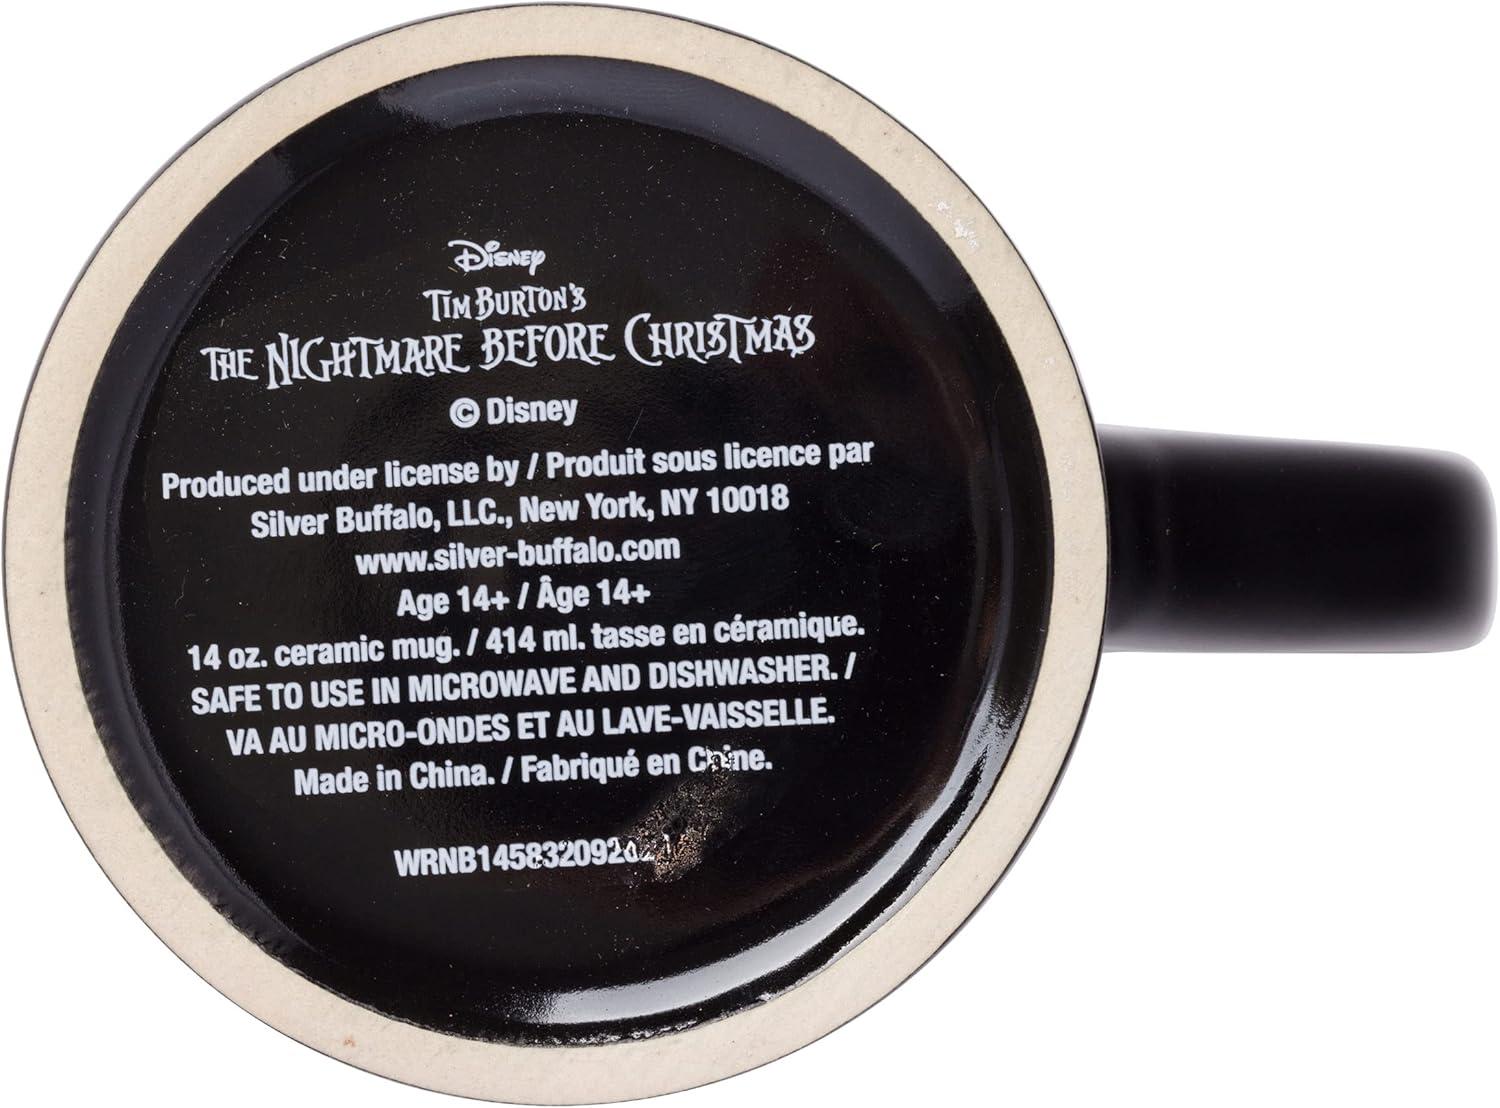 Disney
TIM BURTON'S
THE NIGHTMARE BEFORE CHRISTMAS
© Disney
Produced under license by / Produit sous licence par
Silver Buffalo, LLC., New York, NY 10018
www.silver-buffalo.com
Age 14+ / Âge 14+
14 oz. ceramic mug. / 414 ml. tasse en céramique.
SAFE TO USE IN MICROWAVE AND DISHWASHER. /
VA AU MICRO-ONDES ET AU LAVE-VAISSELLE.
Made in China. / Fabriqué en Chine.